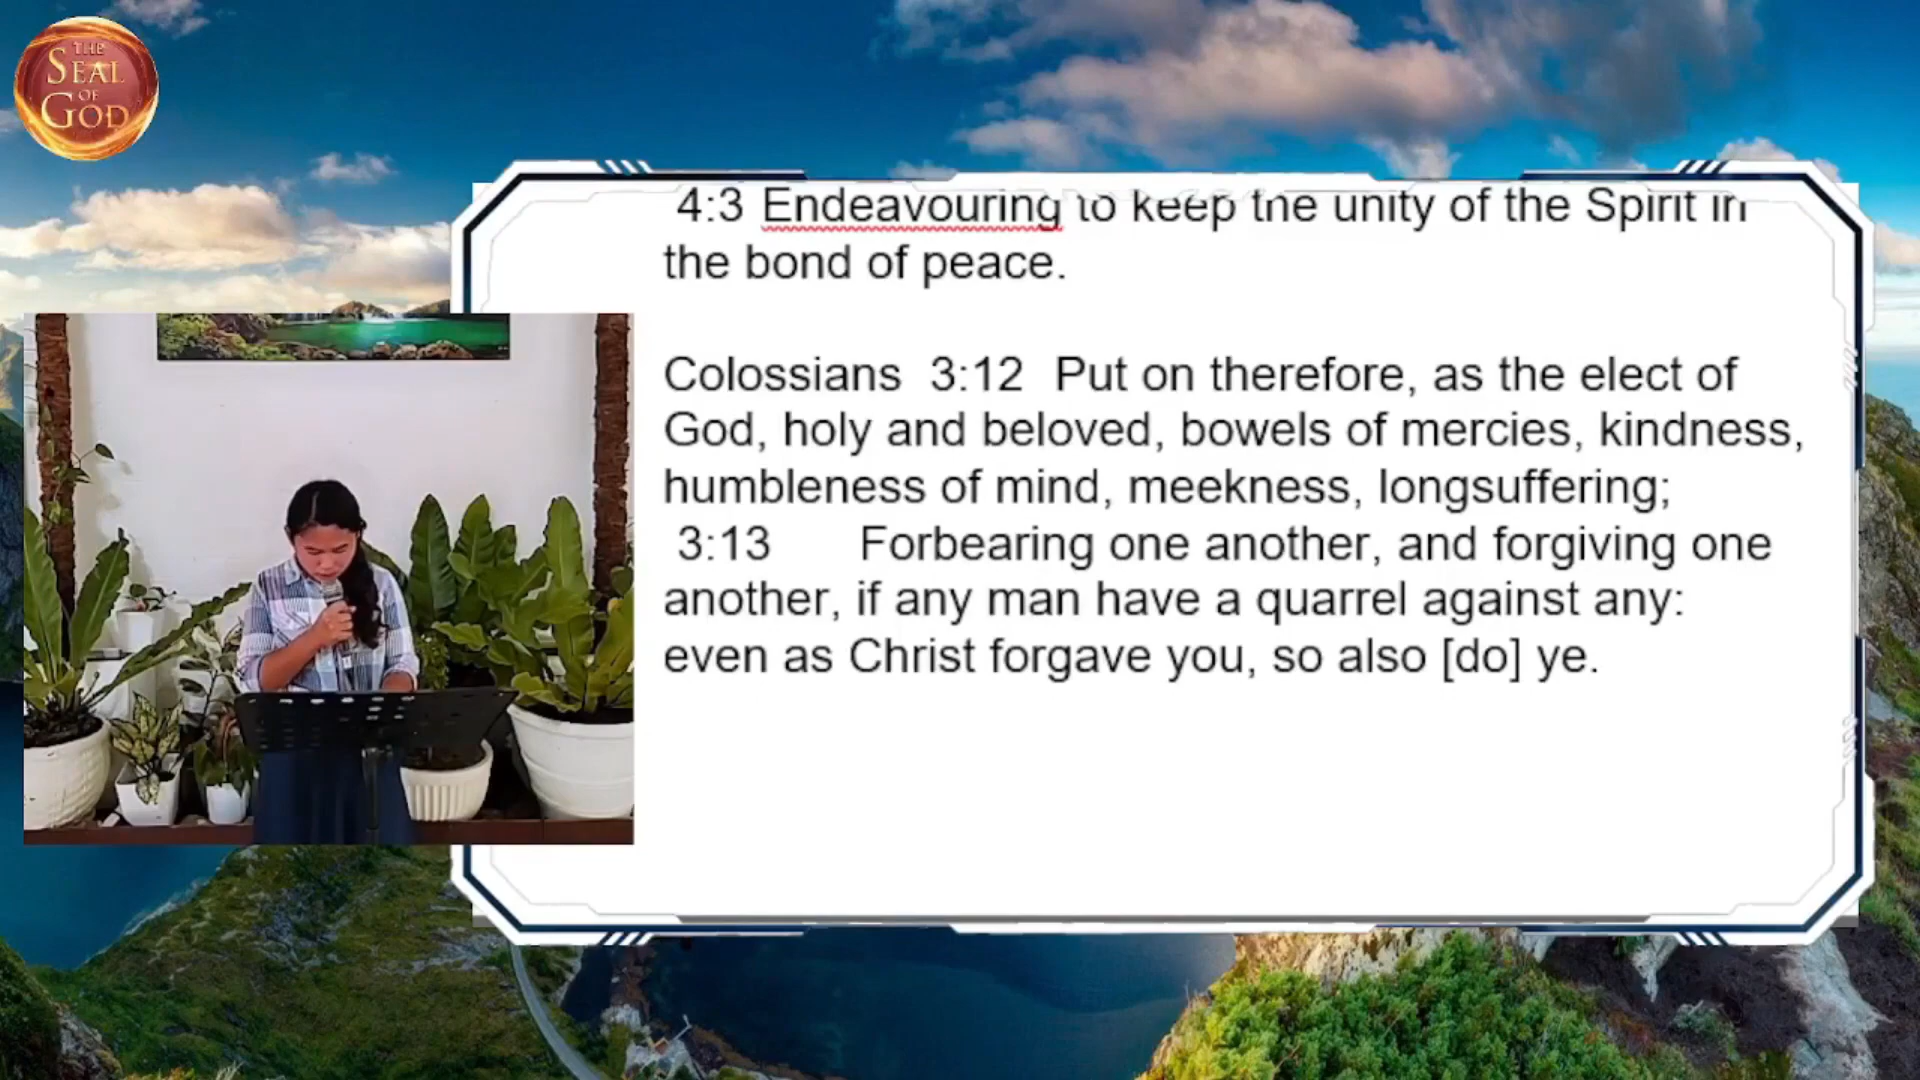 THE
SEAL
OF
GOD
4:3 Endeavouring to keep the unity of the Spirit in
the bond of peace.
Colossians 3:12 Put on therefore, as the elect of
God, holy and beloved, bowels of mercies, kindness,
humbleness of mind, meekness, longsuffering;
3:13 Forbearing one another, and forgiving one
another, if any man have a quarrel against any:
even as Christ forgave you, so also [do] ye.